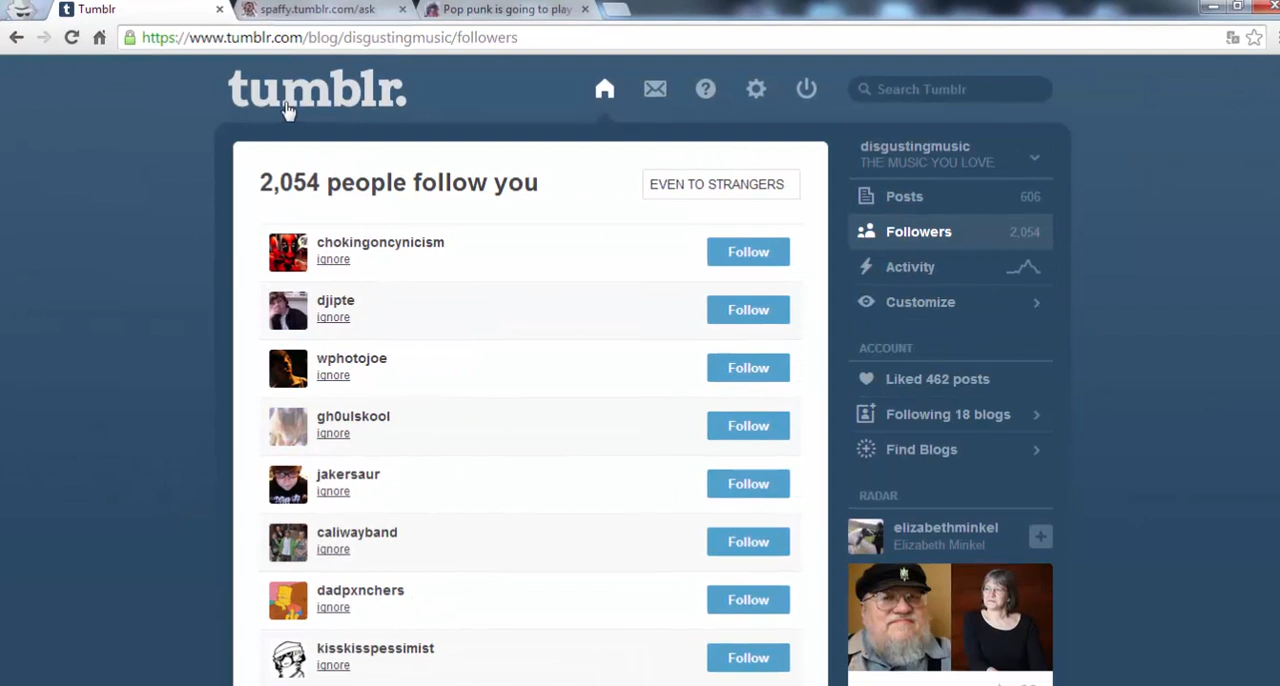 Tumblr
spaffy.tumblr.com/ask
Pop punk is going to play
https://www.tumblr.com/blog/disgustingmusic/followers
tumblr.
Search Tumblr
2,054 people follow you
EVEN TO STRANGERS
chokingoncynicism
ignore
Follow
djipte
ignore
Follow
wphotojoe
ignore
Follow
gh0ulskool
ignore
Follow
jakersaur
ignore
Follow
caliwayband
ignore
Follow
dadpxnchers
ignore
Follow
kisskisspessimist
ignore
Follow
disgustingmusic
THE MUSIC YOU LOVE
Posts 606
Followers 2,054
Activity
Customize
ACCOUNT
Liked 462 posts
Following 18 blogs
Find Blogs
RADAR
elizabethminkel
Elizabeth Minkel